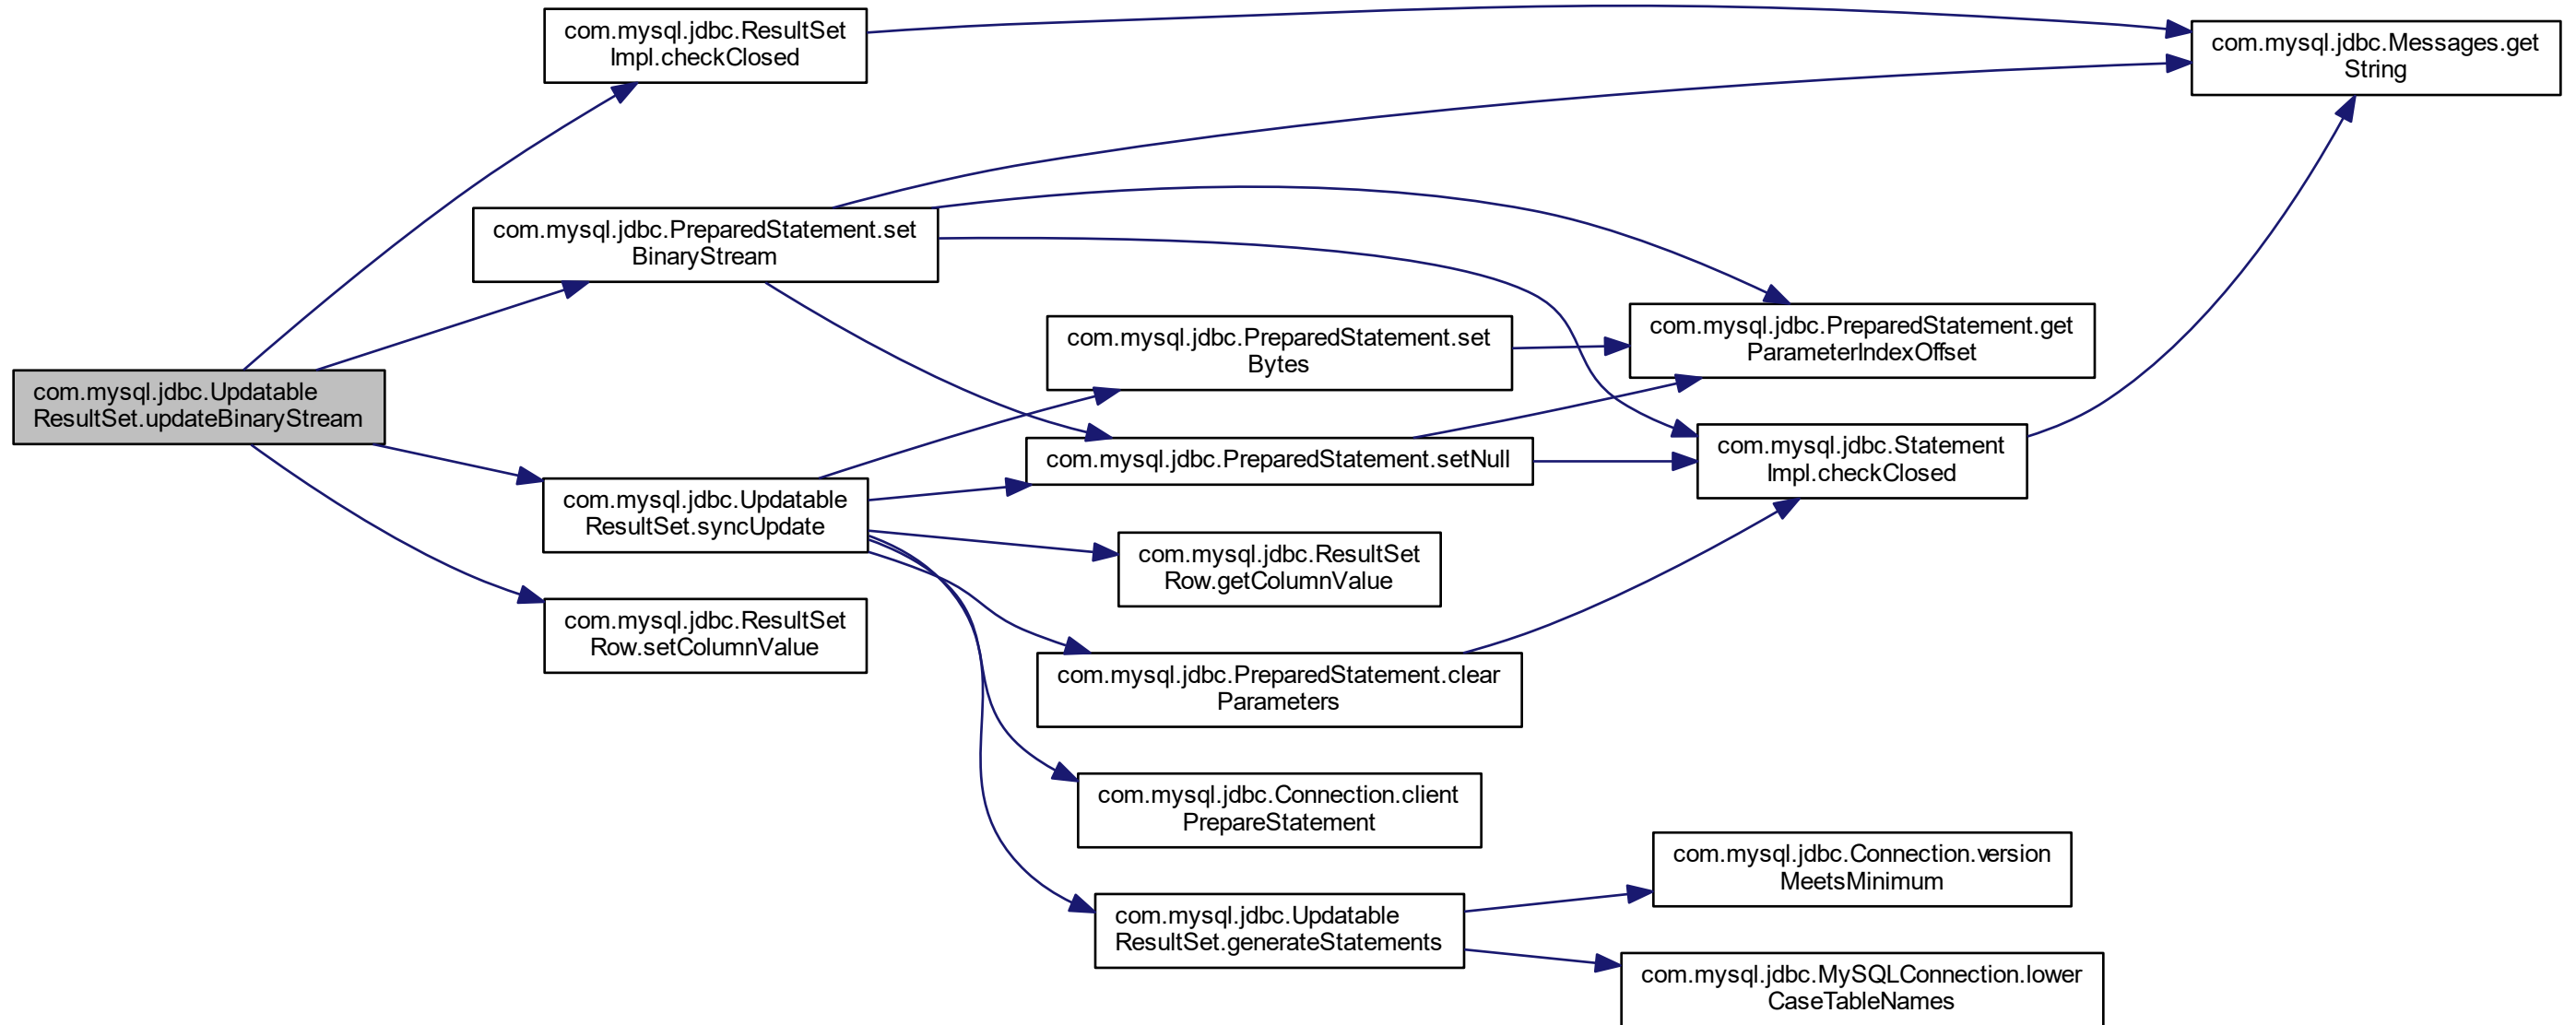 com.mysql.jdbc.ResultSet
Impl.checkClosed
com.mysql.jdbc.Messages.get
String
com.mysql.jdbc.PreparedStatement.set
BinaryStream
com.mysql.jdbc.PreparedStatement.set
Bytes
com.mysql.jdbc.PreparedStatement.get
ParameterIndexOffset
com.mysql.jdbc.Updatable
ResultSet.updateBinaryStream
com.mysql.jdbc.PreparedStatement.setNull
com.mysql.jdbc.Statement
Impl.checkClosed
com.mysql.jdbc.Updatable
ResultSet.syncUpdate
com.mysql.jdbc.ResultSet
Row.getColumnValue
com.mysql.jdbc.ResultSet
Row.setColumnValue
com.mysql.jdbc.PreparedStatement.clear
Parameters
com.mysql.jdbc.Connection.client
PrepareStatement
com.mysql.jdbc.Connection.version
MeetsMinimum
com.mysql.jdbc.Updatable
ResultSet.generateStatements
com.mysql.jdbc.MySQLConnection.lower
CaseTableNames